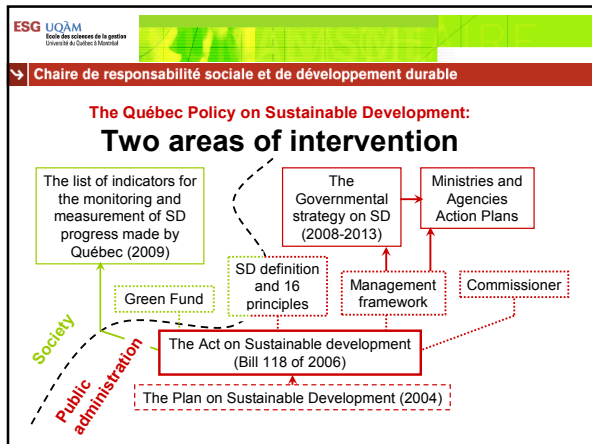 ESG UQÀM
École des sciences de la gestion
Université du Québec à Montréal
Chaire de responsabilité sociale et de développement durable
The Québec Policy on Sustainable Development:
Two areas of intervention
The list of indicators for
the monitoring and
measurement of SD
progress made by
Québec (2009)
The
Governmental
strategy on SD
(2008-2013)
Ministries and
Agencies
Action Plans
SD definition
and 16
principles
Green Fund
Management
framework
Commissioner
Society
Public
administration
The Act on Sustainable development
(Bill 118 of 2006)
The Plan on Sustainable Development (2004)